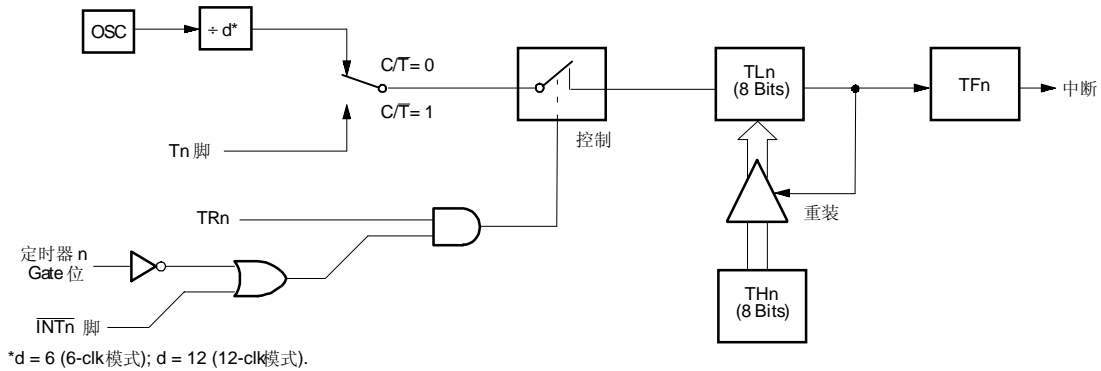 OSC
÷ d*
C/T̅= 0
C/T̅= 1
Tn 脚
控制
TLn
(8 Bits)
TFn
中断
重装
TRn
定时器 n
Gate 位
I̅N̅T̅n̅ 脚
THn
(8 Bits)
*d = 6 (6-clk模式); d = 12 (12-clk模式).